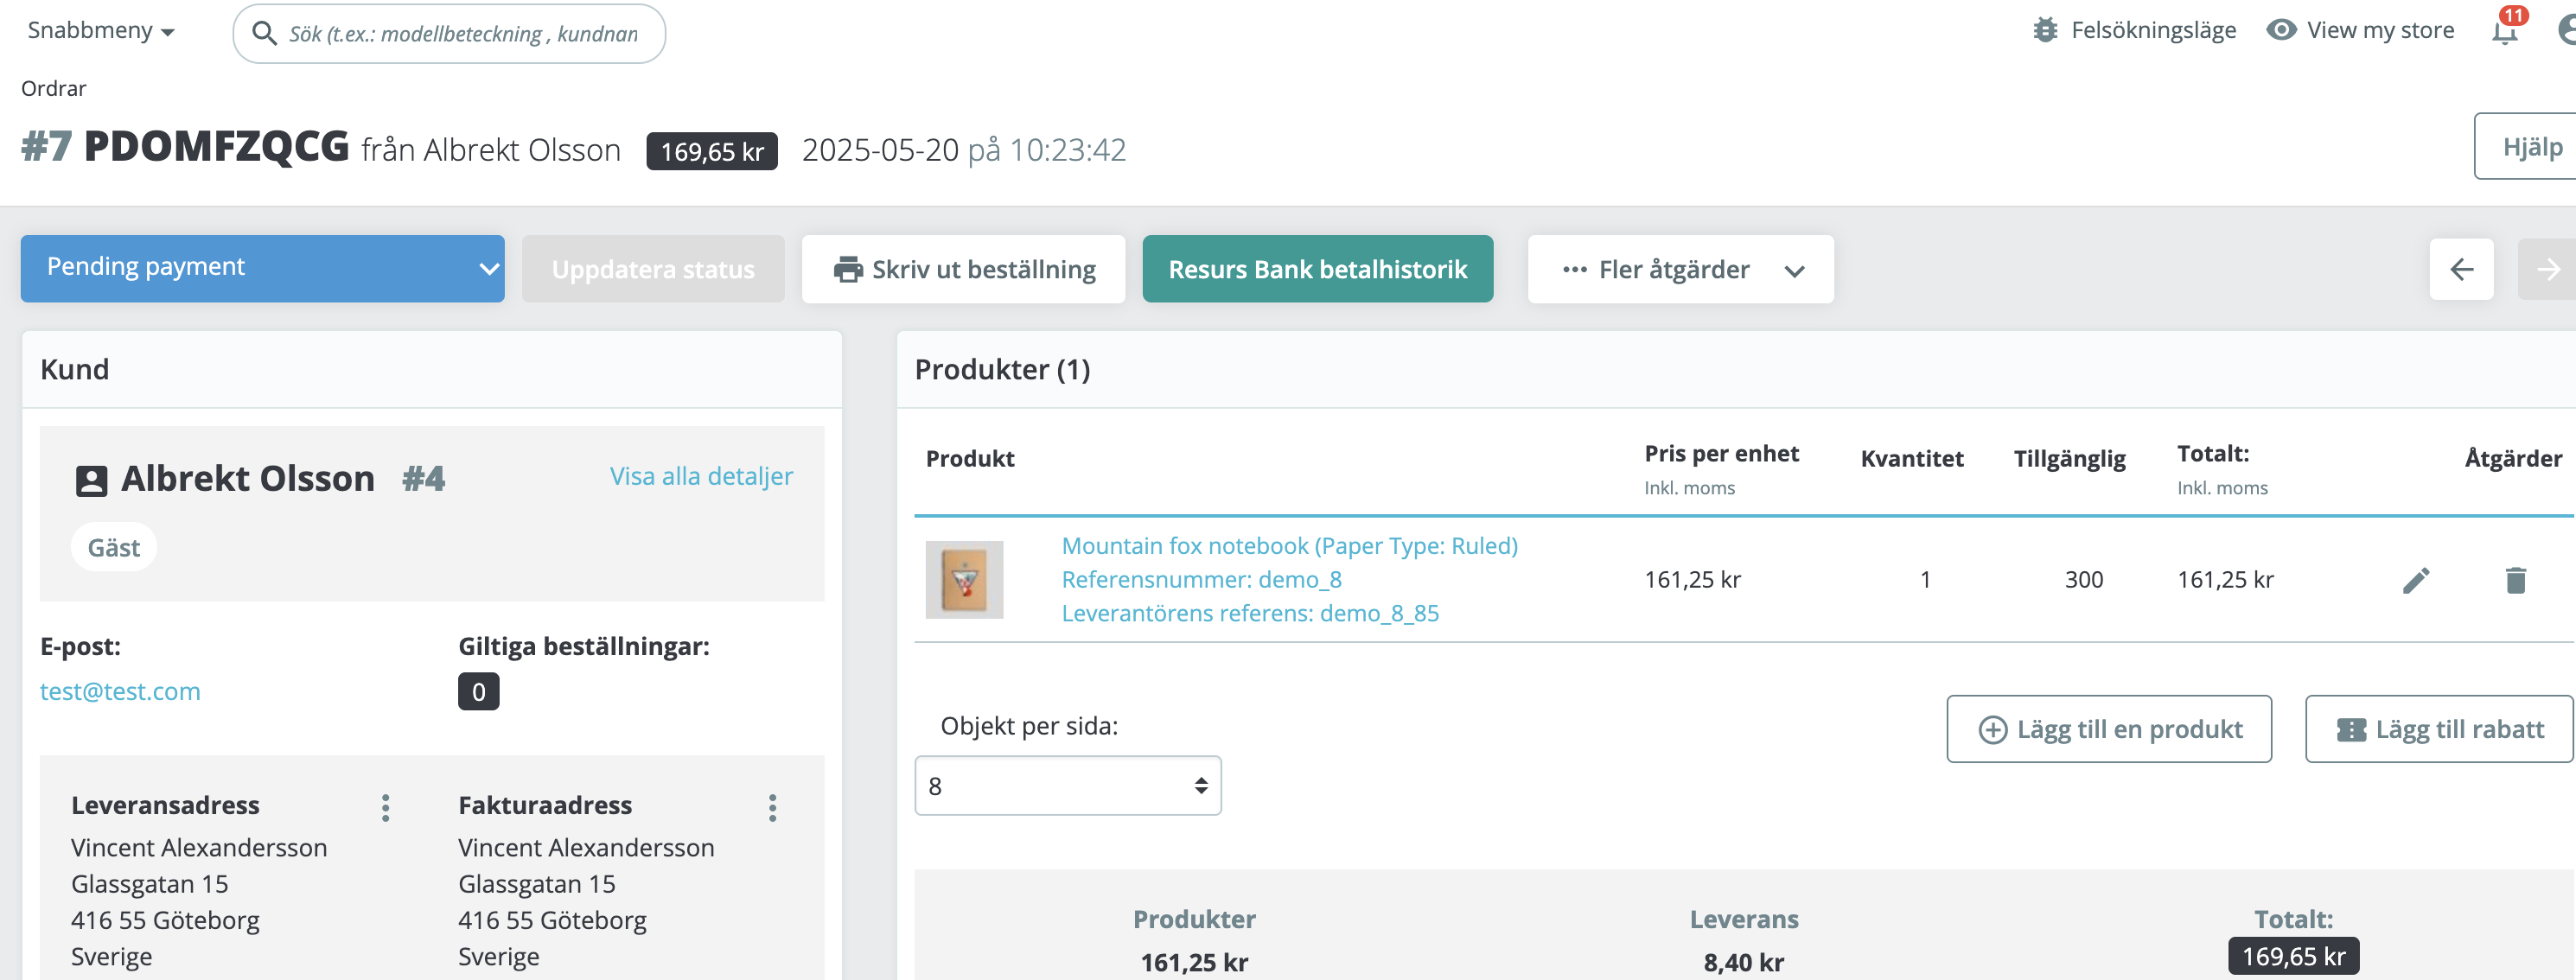 Snabbmeny
Sök (t.ex.: modellbeteckning , kundnan
Felsökningsläge
View my store
11
Ordrar
#7 PDOMFZQCG från Albrekt Olsson 169,65 kr 2025-05-20 på 10:23:42
Hjälp
Pending payment
Uppdatera status
Skriv ut beställning
Resurs Bank betalhistorik
Fler åtgärder
Kund
Albrekt Olsson #4
Visa alla detaljer
Gäst
E-post:
test@test.com
Giltiga beställningar:
0
Leveransadress
Vincent Alexandersson
Glassgatan 15
416 55 Göteborg
Sverige
Fakturaadress
Vincent Alexandersson
Glassgatan 15
416 55 Göteborg
Sverige
Produkter (1)
Produkt
Pris per enhet
Inkl. moms
Kvantitet
Tillgänglig
Totalt:
Inkl. moms
Åtgärder
Mountain fox notebook (Paper Type: Ruled)
Referensnummer: demo_8
Leverantörens referens: demo_8_85
161,25 kr
1
300
161,25 kr
Objekt per sida:
8
Lägg till en produkt
Lägg till rabatt
Produkter
161,25 kr
Leverans
8,40 kr
Totalt:
169,65 kr